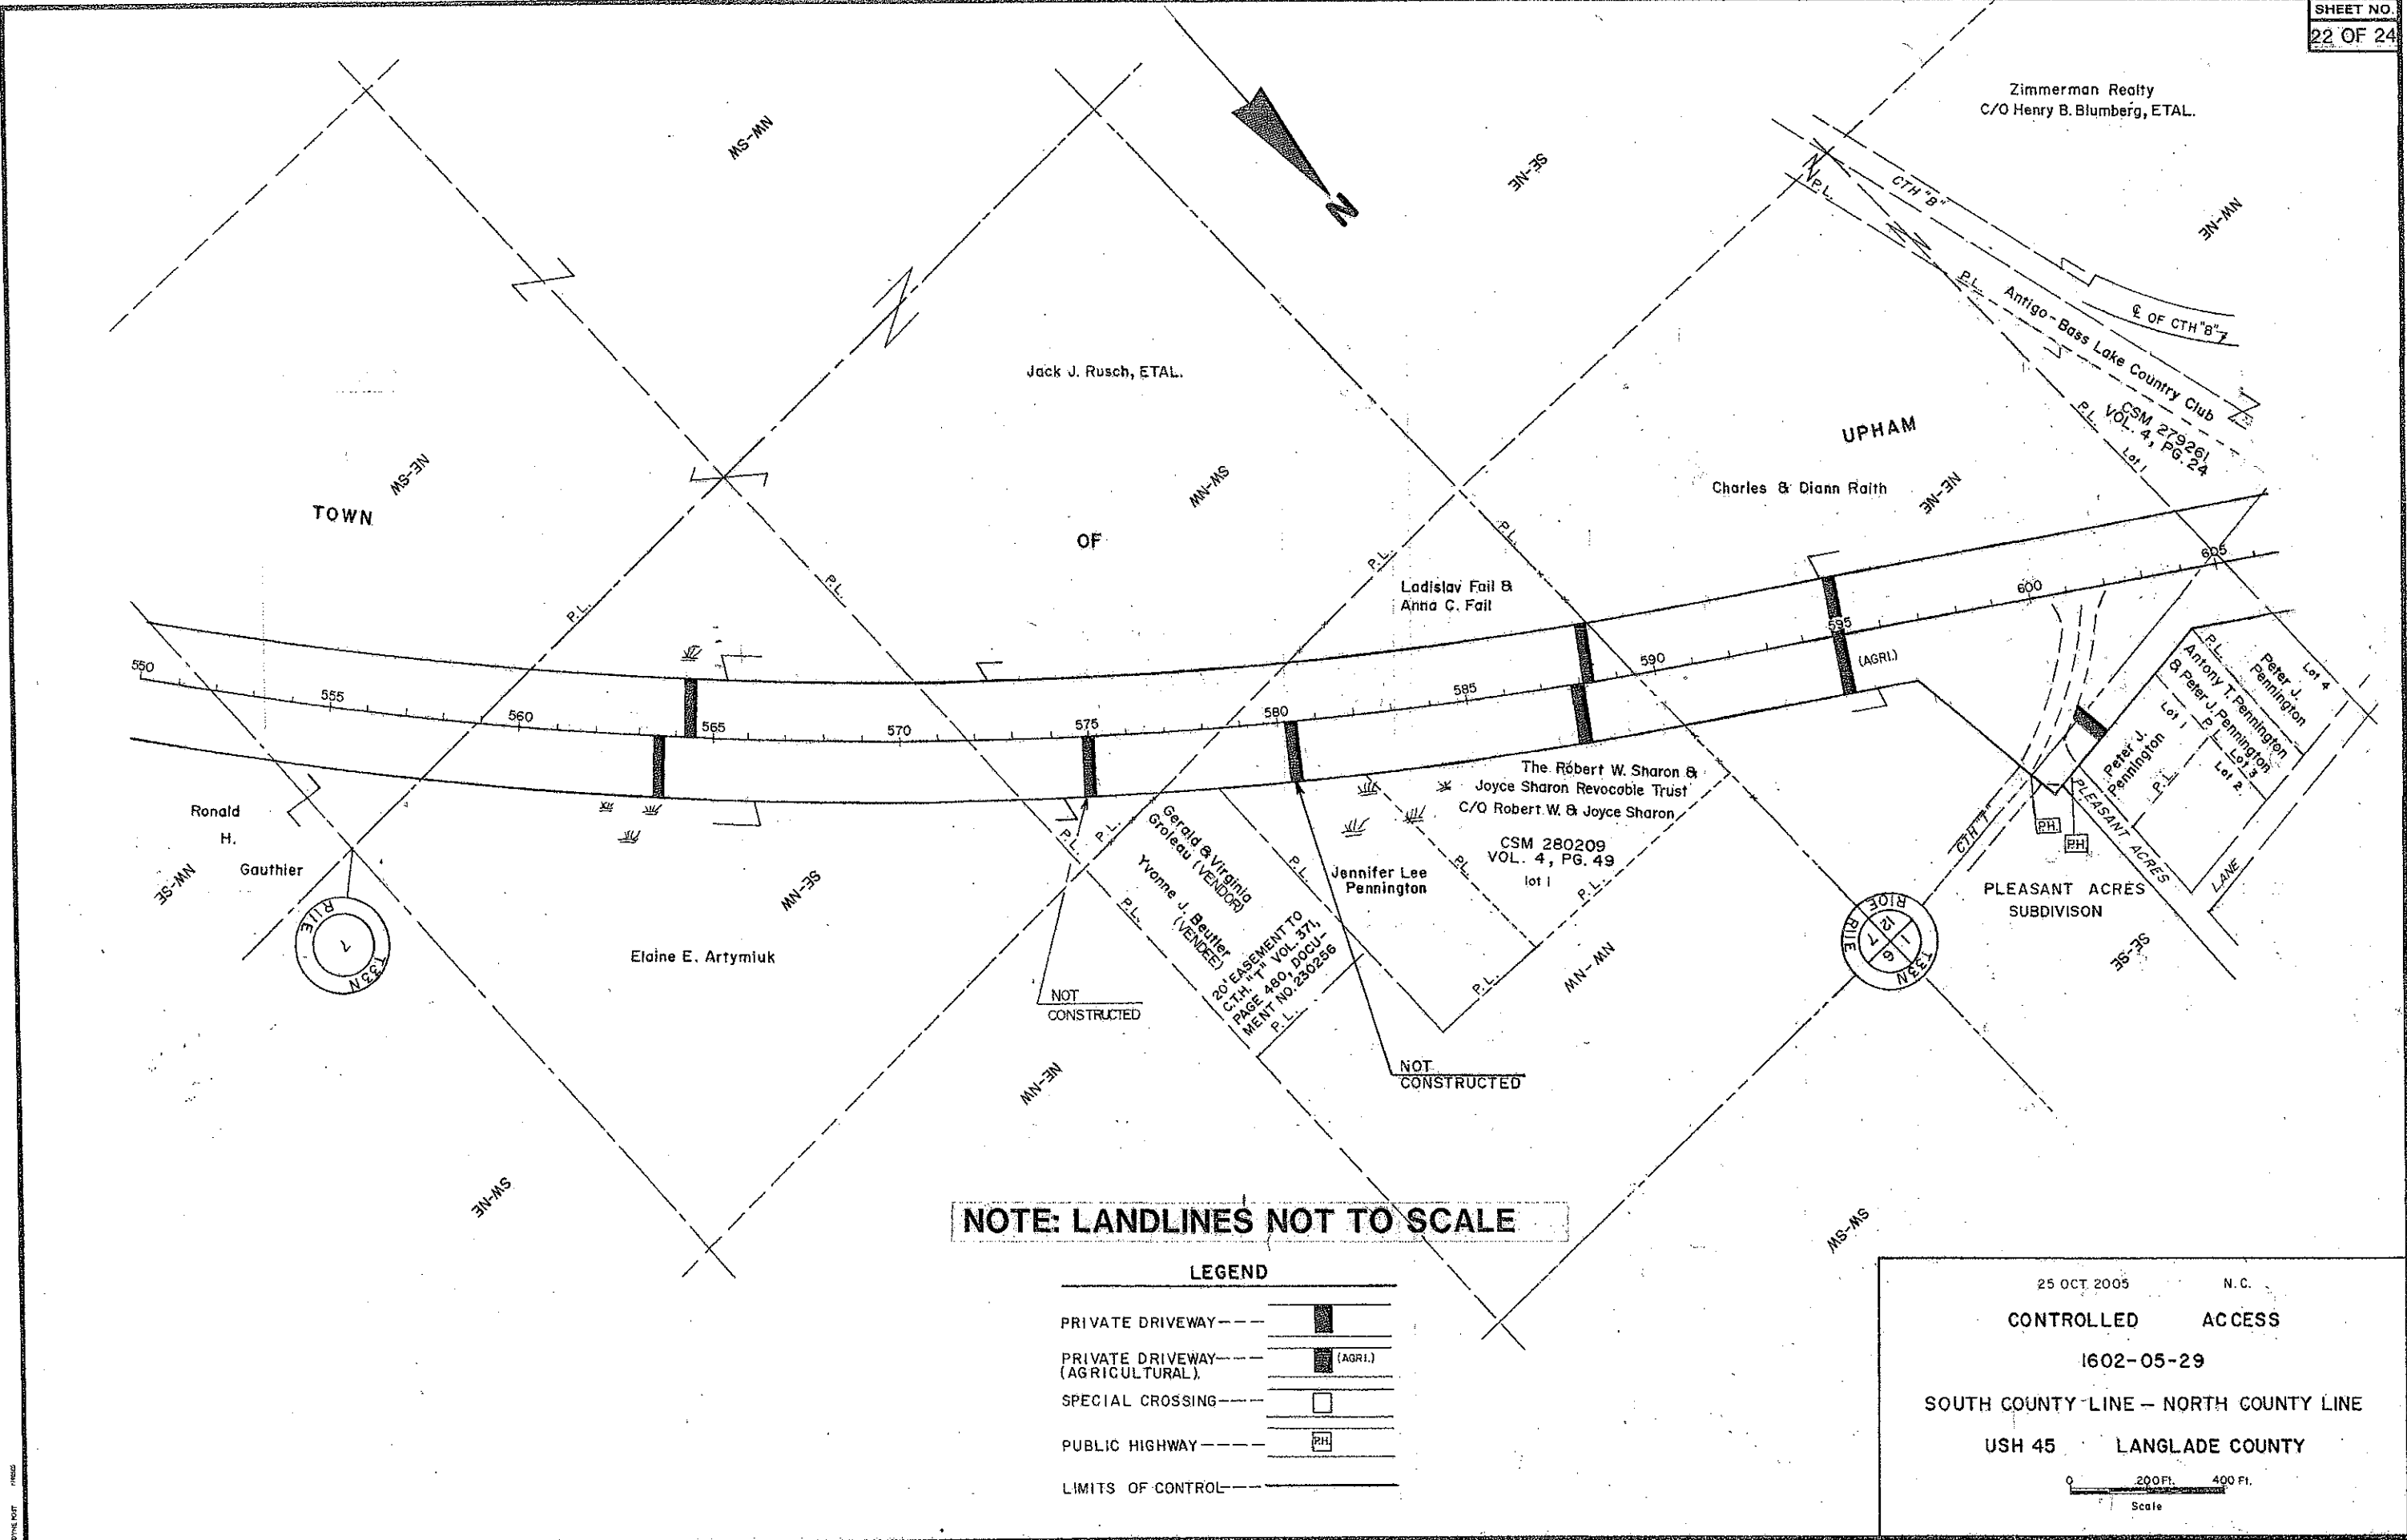 SHEET NO.
22 OF 24
Zimmerman Realty
C/O Henry B. Blumberg, ETAL.
NW-SW
SE-NE
NW-NE
N
CTH "B"
P.L.
P.L.
Antigo-Bass Lake Country Club
℄ OF CTH "B"
CSM 279261
VOL. 4, PG. 24
Lot 1
P.L.
Jack J. Rusch, ETAL.
UPHAM
NE-SW
SW-NW
Charles & Diann Raith
NE-NE
TOWN
OF
P.L.
P.L.
P.L.
P.L.
Ladislav Fail &
Anna C. Fail
550
555
560
565
570
575
580
585
590
595
600
605
(AGRI.)
P.L.
Peter J.
Pennington
Lot 4
Antony T. Pennington
& Peter J. Pennington
Lot 1
P.L.
Lot 3
Lot 2
Peter J.
Pennington
P.L.
PLEASANT ACRES
LANE
CTH "T"
P.H.
P.H.
PLEASANT ACRES
SUBDIVISON
The Robert W. Sharon &
Joyce Sharon Revocable Trust
C/O Robert W. & Joyce Sharon
CSM 280209
VOL. 4, PG. 49
lot 1
P.L.
P.L.
P.L.
P.L.
Jennifer Lee
Pennington
Gerald & Virginia
Groleau (VENDOR)
Yvonne J. Beutler
(VENDEE)
20' EASEMENT TO
C.T.H. "T" VOL. 371,
PAGE 480, DOCU-
MENT NO. 230256
P.L.
P.L.
P.L.
P.L.
Ronald
H.
Gauthier
NW-SE
R11E
7
T33N
Elaine E. Artymiuk
SE-NW
NOT
CONSTRUCTED
NOT
CONSTRUCTED
NE-NW
NW-NW
R10E
R11E
12
1
7
6
T33N
SE-SE
SW-NE
SW-SW
NOTE: LANDLINES NOT TO SCALE
LEGEND
PRIVATE DRIVEWAY
PRIVATE DRIVEWAY (AGRI.)
(AGRICULTURAL).
SPECIAL CROSSING
PUBLIC HIGHWAY P.H.
LIMITS OF CONTROL
25 OCT. 2005 N.C.
CONTROLLED ACCESS
1602-05-29
SOUTH COUNTY LINE – NORTH COUNTY LINE
USH 45 LANGLADE COUNTY
0 200 Ft. 400 Ft.
Scale